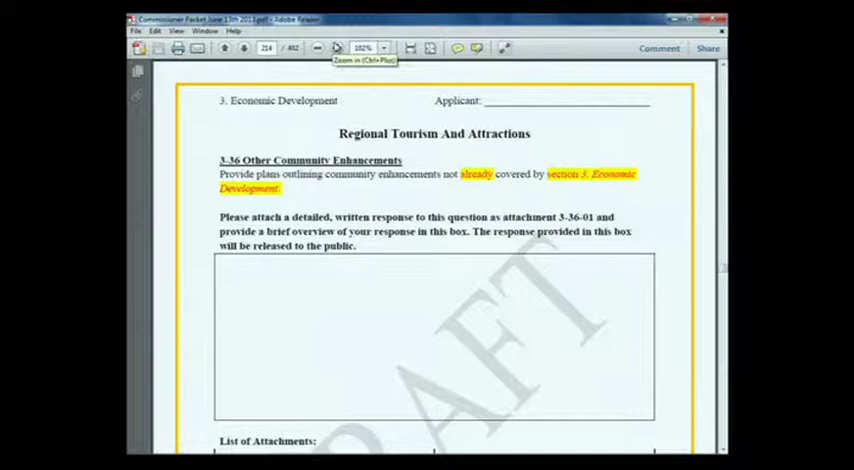 Commissioner Packet June 13th 2013.pdf - Adobe Reader
File Edit View Window Help
214 / 402 102% Comment Share
Zoom in (Ctrl+Plus)
3. Economic Development Applicant:
Regional Tourism And Attractions
3-36 Other Community Enhancements
Provide plans outlining community enhancements not already covered by section 3. Economic
Development.
Please attach a detailed, written response to this question as attachment 3-36-01 and
provide a brief overview of your response in this box. The response provided in this box
will be released to the public.
DRAFT
List of Attachments: